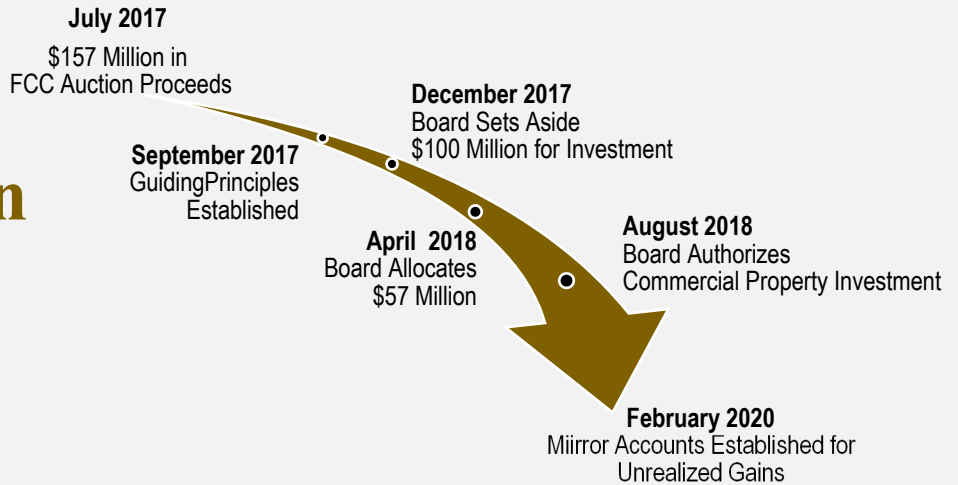 July 2017
$157 Million in
FCC Auction Proceeds
December 2017
Board Sets Aside
$100 Million for Investment
September 2017
GuidingPrinciples
Established
n
April 2018
Board Allocates
$57 Million
August 2018
Board Authorizes
Commercial Property Investment
February 2020
Miirror Accounts Established for
Unrealized Gains